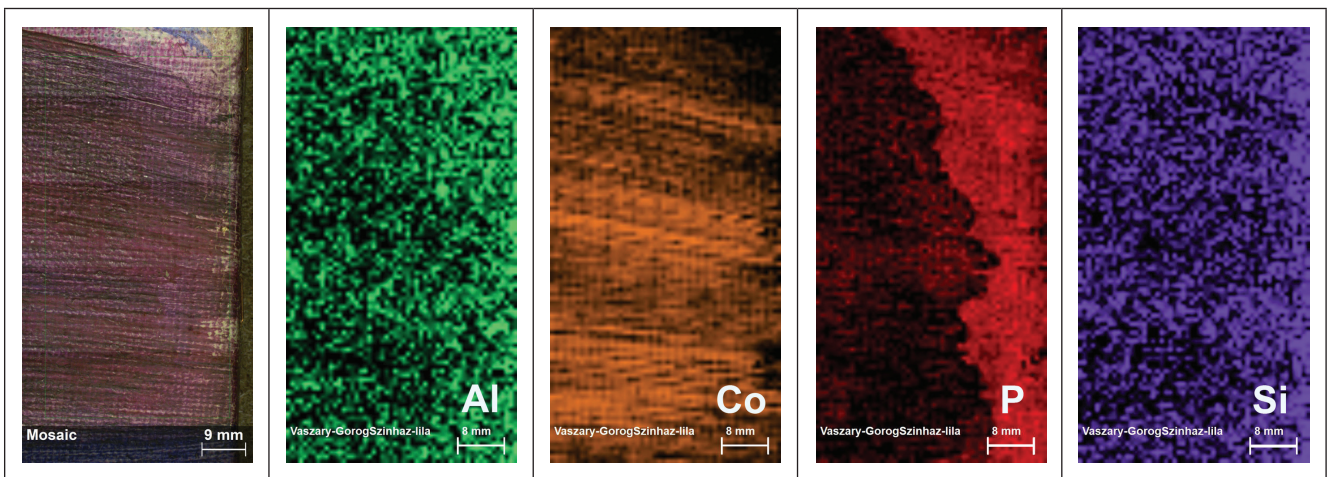 Mosaic
9 mm
Al
Vaszary-GorogSzinhaz-lila
8 mm
Co
Vaszary-GorogSzinhaz-lila
8 mm
P
Vaszary-GorogSzinhaz-lila
8 mm
Si
Vaszary-GorogSzinhaz-lila
8 mm